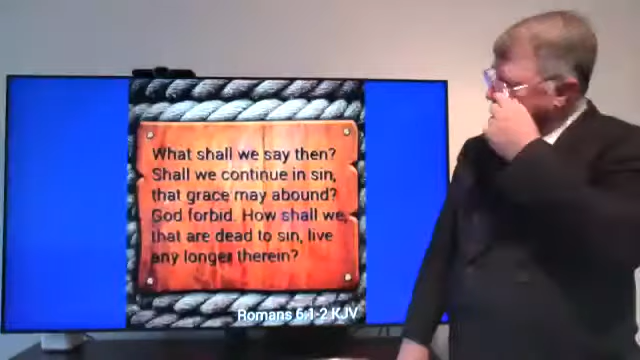 What shall we say then?
Shall we continue in sin,
that grace may abound?
God forbid. How shall we,
that are dead to sin, live
any longer therein?
Romans 6:1-2 KJV